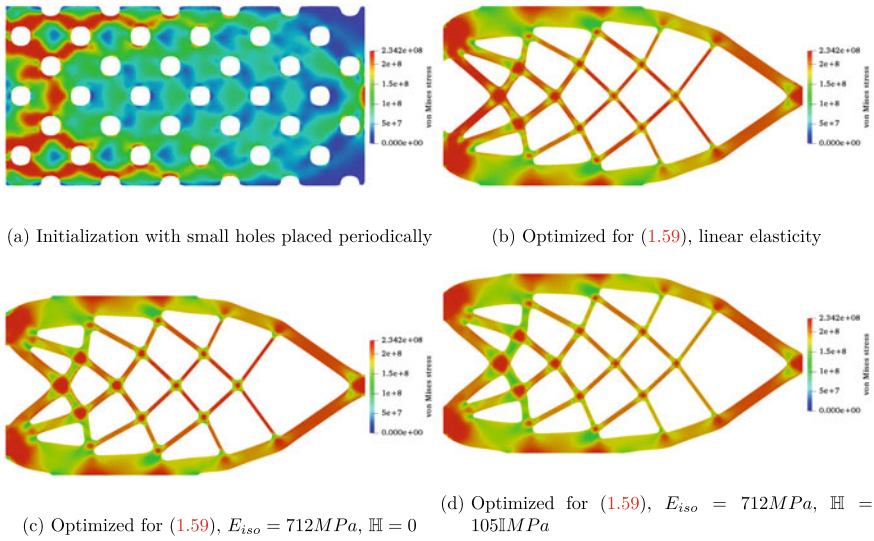 2.342e+08
2e+8
1.5e+8
1e+8
5e+7
0.000e+00
von Mises stress
2.342e+08
2e+8
1.5e+8
1e+8
5e+7
0.000e+00
von Mises stress
(a) Initialization with small holes placed periodically
(b) Optimized for (1.59), linear elasticity
2.342e+08
2e+8
1.5e+8
1e+8
5e+7
0.000e+00
von Mises stress
2.342e+08
2e+8
1.5e+8
1e+8
5e+7
0.000e+00
von Mises stress
(c) Optimized for (1.59), E_iso = 712MPa, ℍ = 0
(d) Optimized for (1.59), E_iso = 712MPa, ℍ =
105𝕀MPa